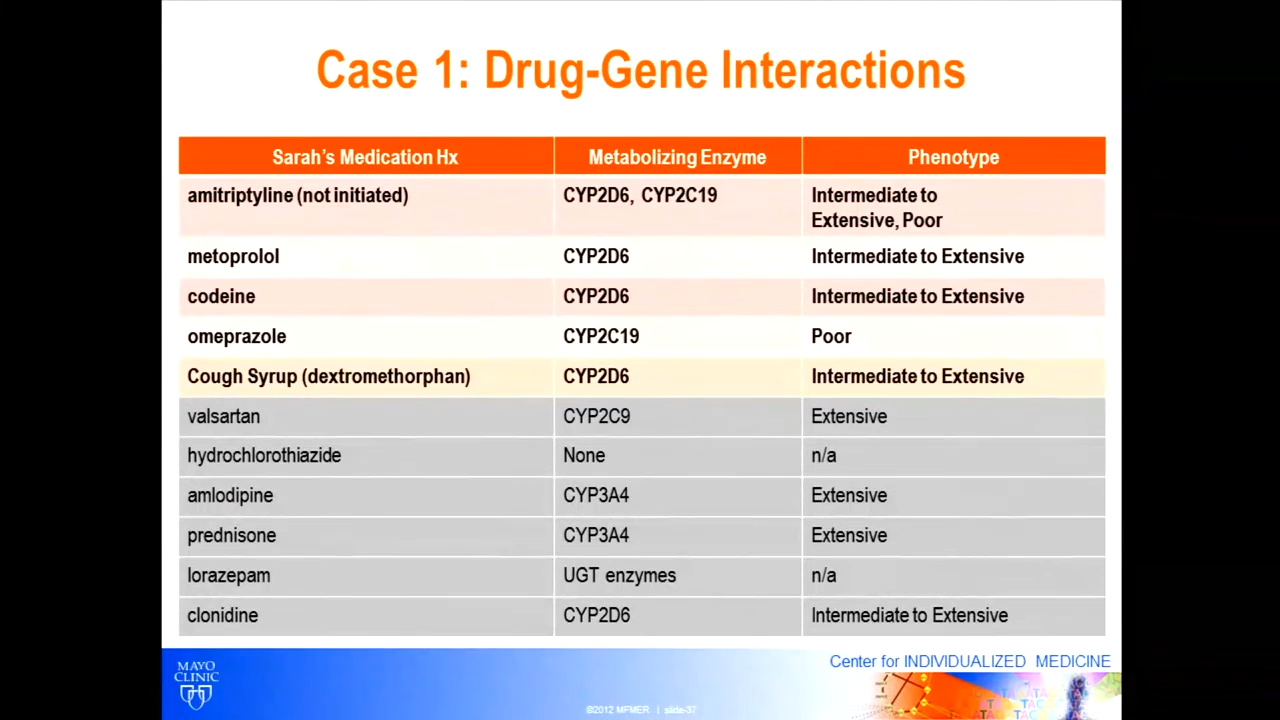 Case 1: Drug-Gene Interactions
Sarah's Medication Hx Metabolizing Enzyme Phenotype
amitriptyline (not initiated) CYP2D6, CYP2C19 Intermediate to
Extensive, Poor
metoprolol CYP2D6 Intermediate to Extensive
codeine CYP2D6 Intermediate to Extensive
omeprazole CYP2C19 Poor
Cough Syrup (dextromethorphan) CYP2D6 Intermediate to Extensive
valsartan CYP2C9 Extensive
hydrochlorothiazide None n/a
amlodipine CYP3A4 Extensive
prednisone CYP3A4 Extensive
lorazepam UGT enzymes n/a
clonidine CYP2D6 Intermediate to Extensive
MAYO
CLINIC
Center for INDIVIDUALIZED MEDICINE
©2012 MFMER | slide-37